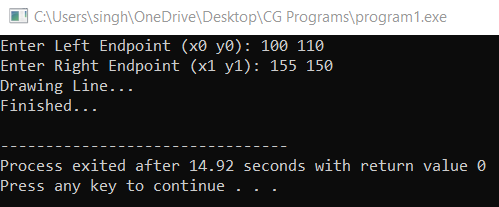 C:\Users\singh\OneDrive\Desktop\CG Programs\program1.exe
Enter Left Endpoint (x0 y0): 100 110
Enter Right Endpoint (x1 y1): 155 150
Drawing Line...
Finished...
--------------------------------
Process exited after 14.92 seconds with return value 0
Press any key to continue . . .